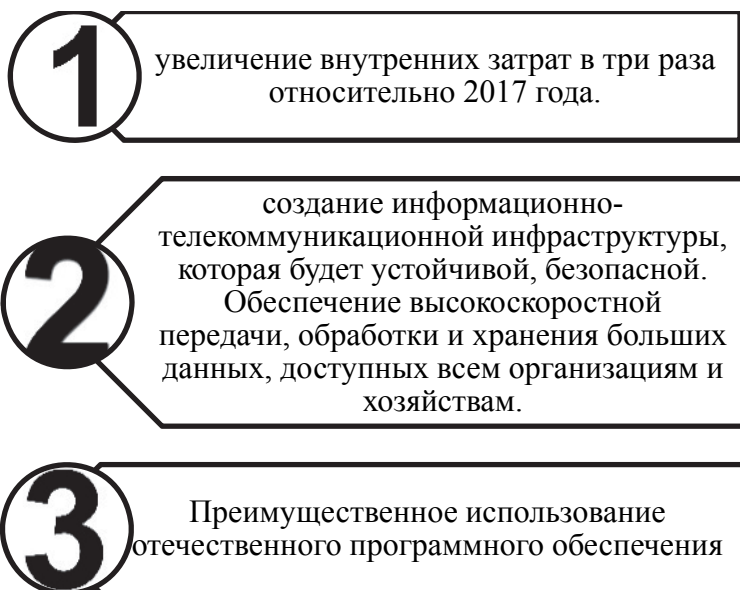 1
увеличение внутренних затрат в три раза
относительно 2017 года.
2
создание информационно-
телекоммуникационной инфраструктуры,
которая будет устойчивой, безопасной.
Обеспечение высокоскоростной
передачи, обработки и хранения больших
данных, доступных всем организациям и
хозяйствам.
3
Преимущественное использование
отечественного программного обеспечения